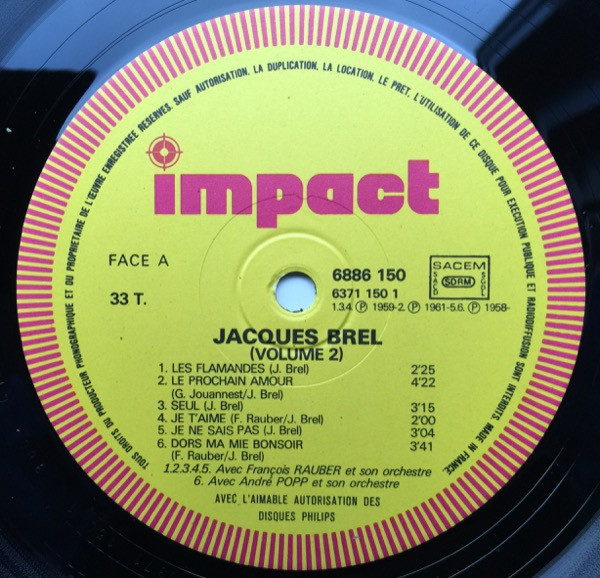 TOUS DROITS DU PRODUCTEUR PHONOGRAPHIQUE ET DU PROPRIETAIRE DE L'ŒUVRE ENREGISTREE RESERVES. SAUF AUTORISATION, LA DUPLICATION, LA LOCATION, LE PRET, L'UTILISATION DE CE DISQUE POUR EXECUTION PUBLIQUE ET RADIODIFFUSION SONT INTERDITS. MADE IN FRANCE.
impact
FACE A
33 T.
6886 150
6371 150 1
SACEM
SACD SDRM SGDL
1.3.4. Ⓟ 1959-2. Ⓟ 1961-5.6. Ⓟ 1958-
JACQUES BREL
(VOLUME 2)
1. LES FLAMANDES (J. Brel) 2'25
2. LE PROCHAIN AMOUR 4'22
(G. Jouannest/J. Brel)
3. SEUL (J. Brel) 3'15
4. JE T'AIME (F. Rauber/J. Brel) 2'00
5. JE NE SAIS PAS (J. Brel) 3'04
6. DORS MA MIE BONSOIR 3'41
(F. Rauber/J. Brel)
1.2.3.4.5. Avec François RAUBER et son orchestre
6. Avec André POPP et son orchestre
AVEC L'AIMABLE AUTORISATION DES
DISQUES PHILIPS